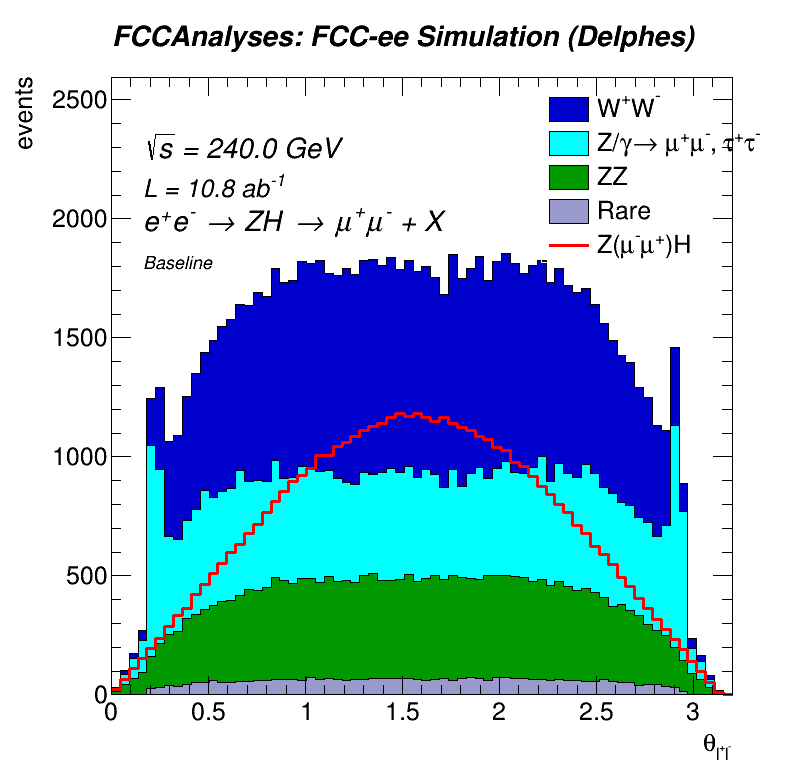 FCCAnalyses: FCC-ee Simulation (Delphes)
events
2500
2000
1500
1000
500
0
√s = 240.0 GeV
L = 10.8 ab⁻¹
e⁺e⁻ → ZH → μ⁺μ⁻ + X
Baseline
W⁺W⁻
Z/γ→ μ⁺μ⁻, τ⁺τ⁻
ZZ
Rare
Z(μ⁻μ⁺)H
0 0.5 1 1.5 2 2.5 3
θ_l⁺l⁻